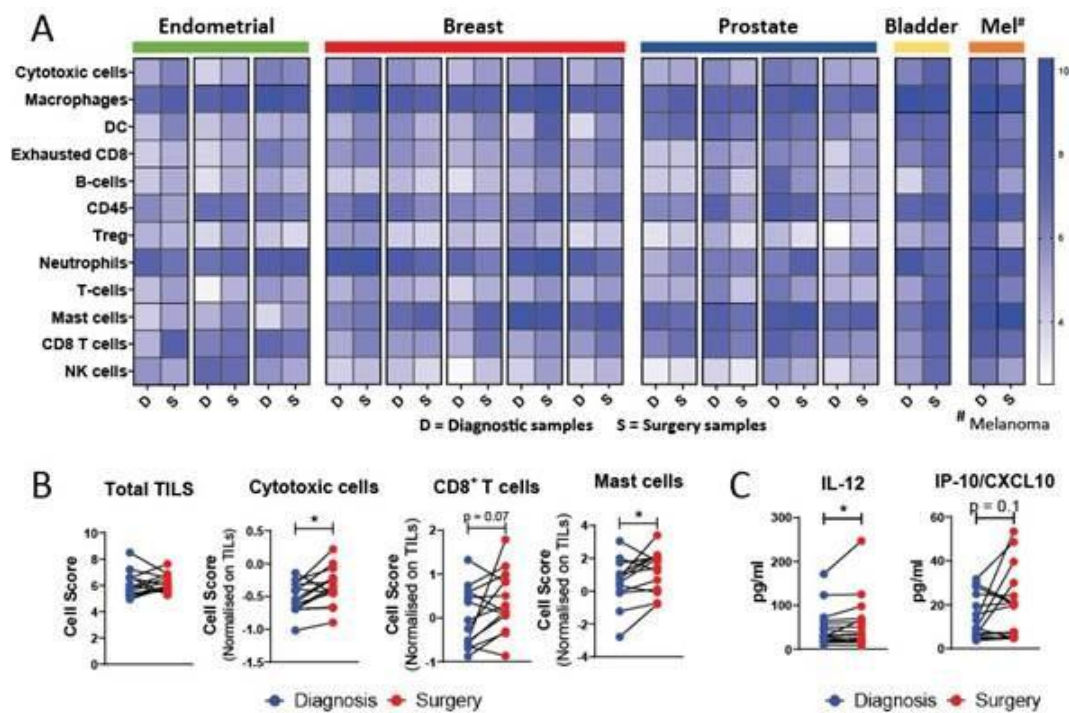 A
Endometrial Breast Prostate Bladder Mel#
Cytotoxic cells
Macrophages
DC
Exhausted CD8
B-cells
CD45
Treg
Neutrophils
T-cells
Mast cells
CD8 T cells
NK cells
10
8
6
4
D S D S D S D S D S D S D S D S D S D S D S D S D S D S
D = Diagnostic samples S = Surgery samples
# Melanoma
B
Total TILS
Cell Score
10
8
6
4
2
0
Cytotoxic cells
*
Cell Score
(Normalised on TILs)
0.5
0.0
-0.5
-1.0
-1.5
CD8+ T cells
p = 0.07
Cell Score
(Normalised on TILs)
2
1
0
-1
Mast cells
*
Cell Score
(Normalised on TILs)
4
2
0
-2
-4
Diagnosis Surgery
C
IL-12
*
pg/ml
300
200
100
0
IP-10/CXCL10
p = 0.1
pg/ml
60
40
20
0
Diagnosis Surgery